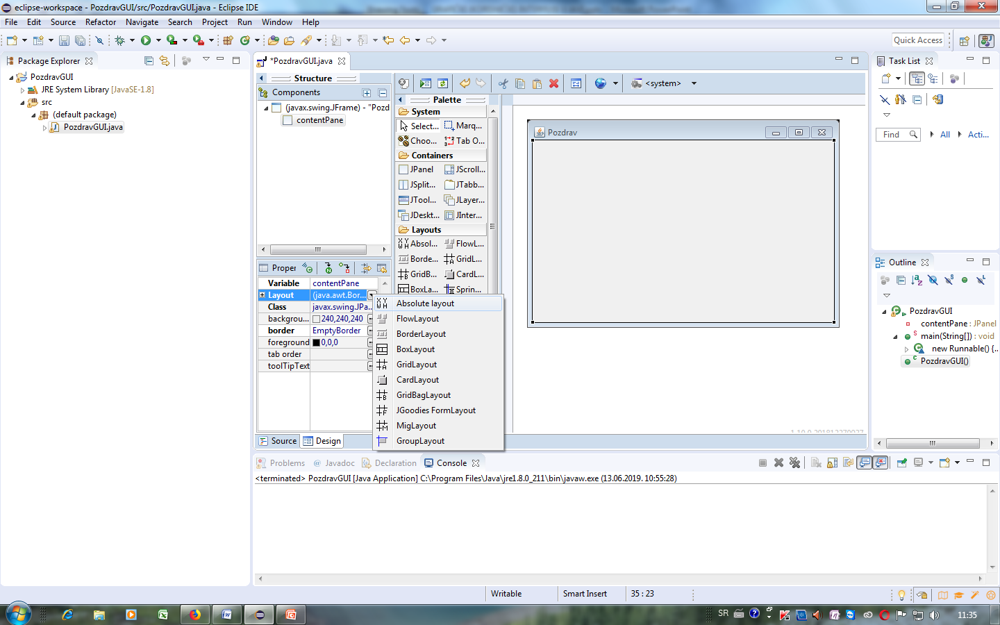 eclipse-workspace - PozdravGUI/src/PozdravGUI.java - Eclipse IDE
File Edit Source Refactor Navigate Search Project Run Window Help
Quick Access
Package Explorer
PozdravGUI
JRE System Library [JavaSE-1.8]
src
(default package)
PozdravGUI.java
*PozdravGUI.java
Structure
Components
(javax.swing.JFrame) - "Pozd
contentPane
<system>
Palette
System
Select... Marq...
Choo... Tab O...
Containers
JPanel JScroll...
JSplit... JTabb...
JTool... JLayer...
JDeskt... JInter...
Layouts
Absol... FlowL...
Borde... GridL...
GridB... CardL...
BoxLa... Sprin...
Proper
Variable contentPane
Layout (java.awt.Bor...
Class javax.swing.JPa...
backgrou... 240,240,240
border EmptyBorder
foreground 0,0,0
tab order
toolTipText
Absolute layout
FlowLayout
BorderLayout
BoxLayout
GridLayout
CardLayout
GridBagLayout
JGoodies FormLayout
MigLayout
GroupLayout
Source Design
Pozdrav
Task List
Find All Acti...
Outline
PozdravGUI
contentPane : JPanel
main(String[]) : void
new Runnable() {..
PozdravGUI()
Problems Javadoc Declaration Console
<terminated> PozdravGUI [Java Application] C:\Program Files\Java\jre1.8.0_211\bin\javaw.exe (13.06.2019. 10:55:28)
Writable Smart Insert 35 : 23
SR 11:35